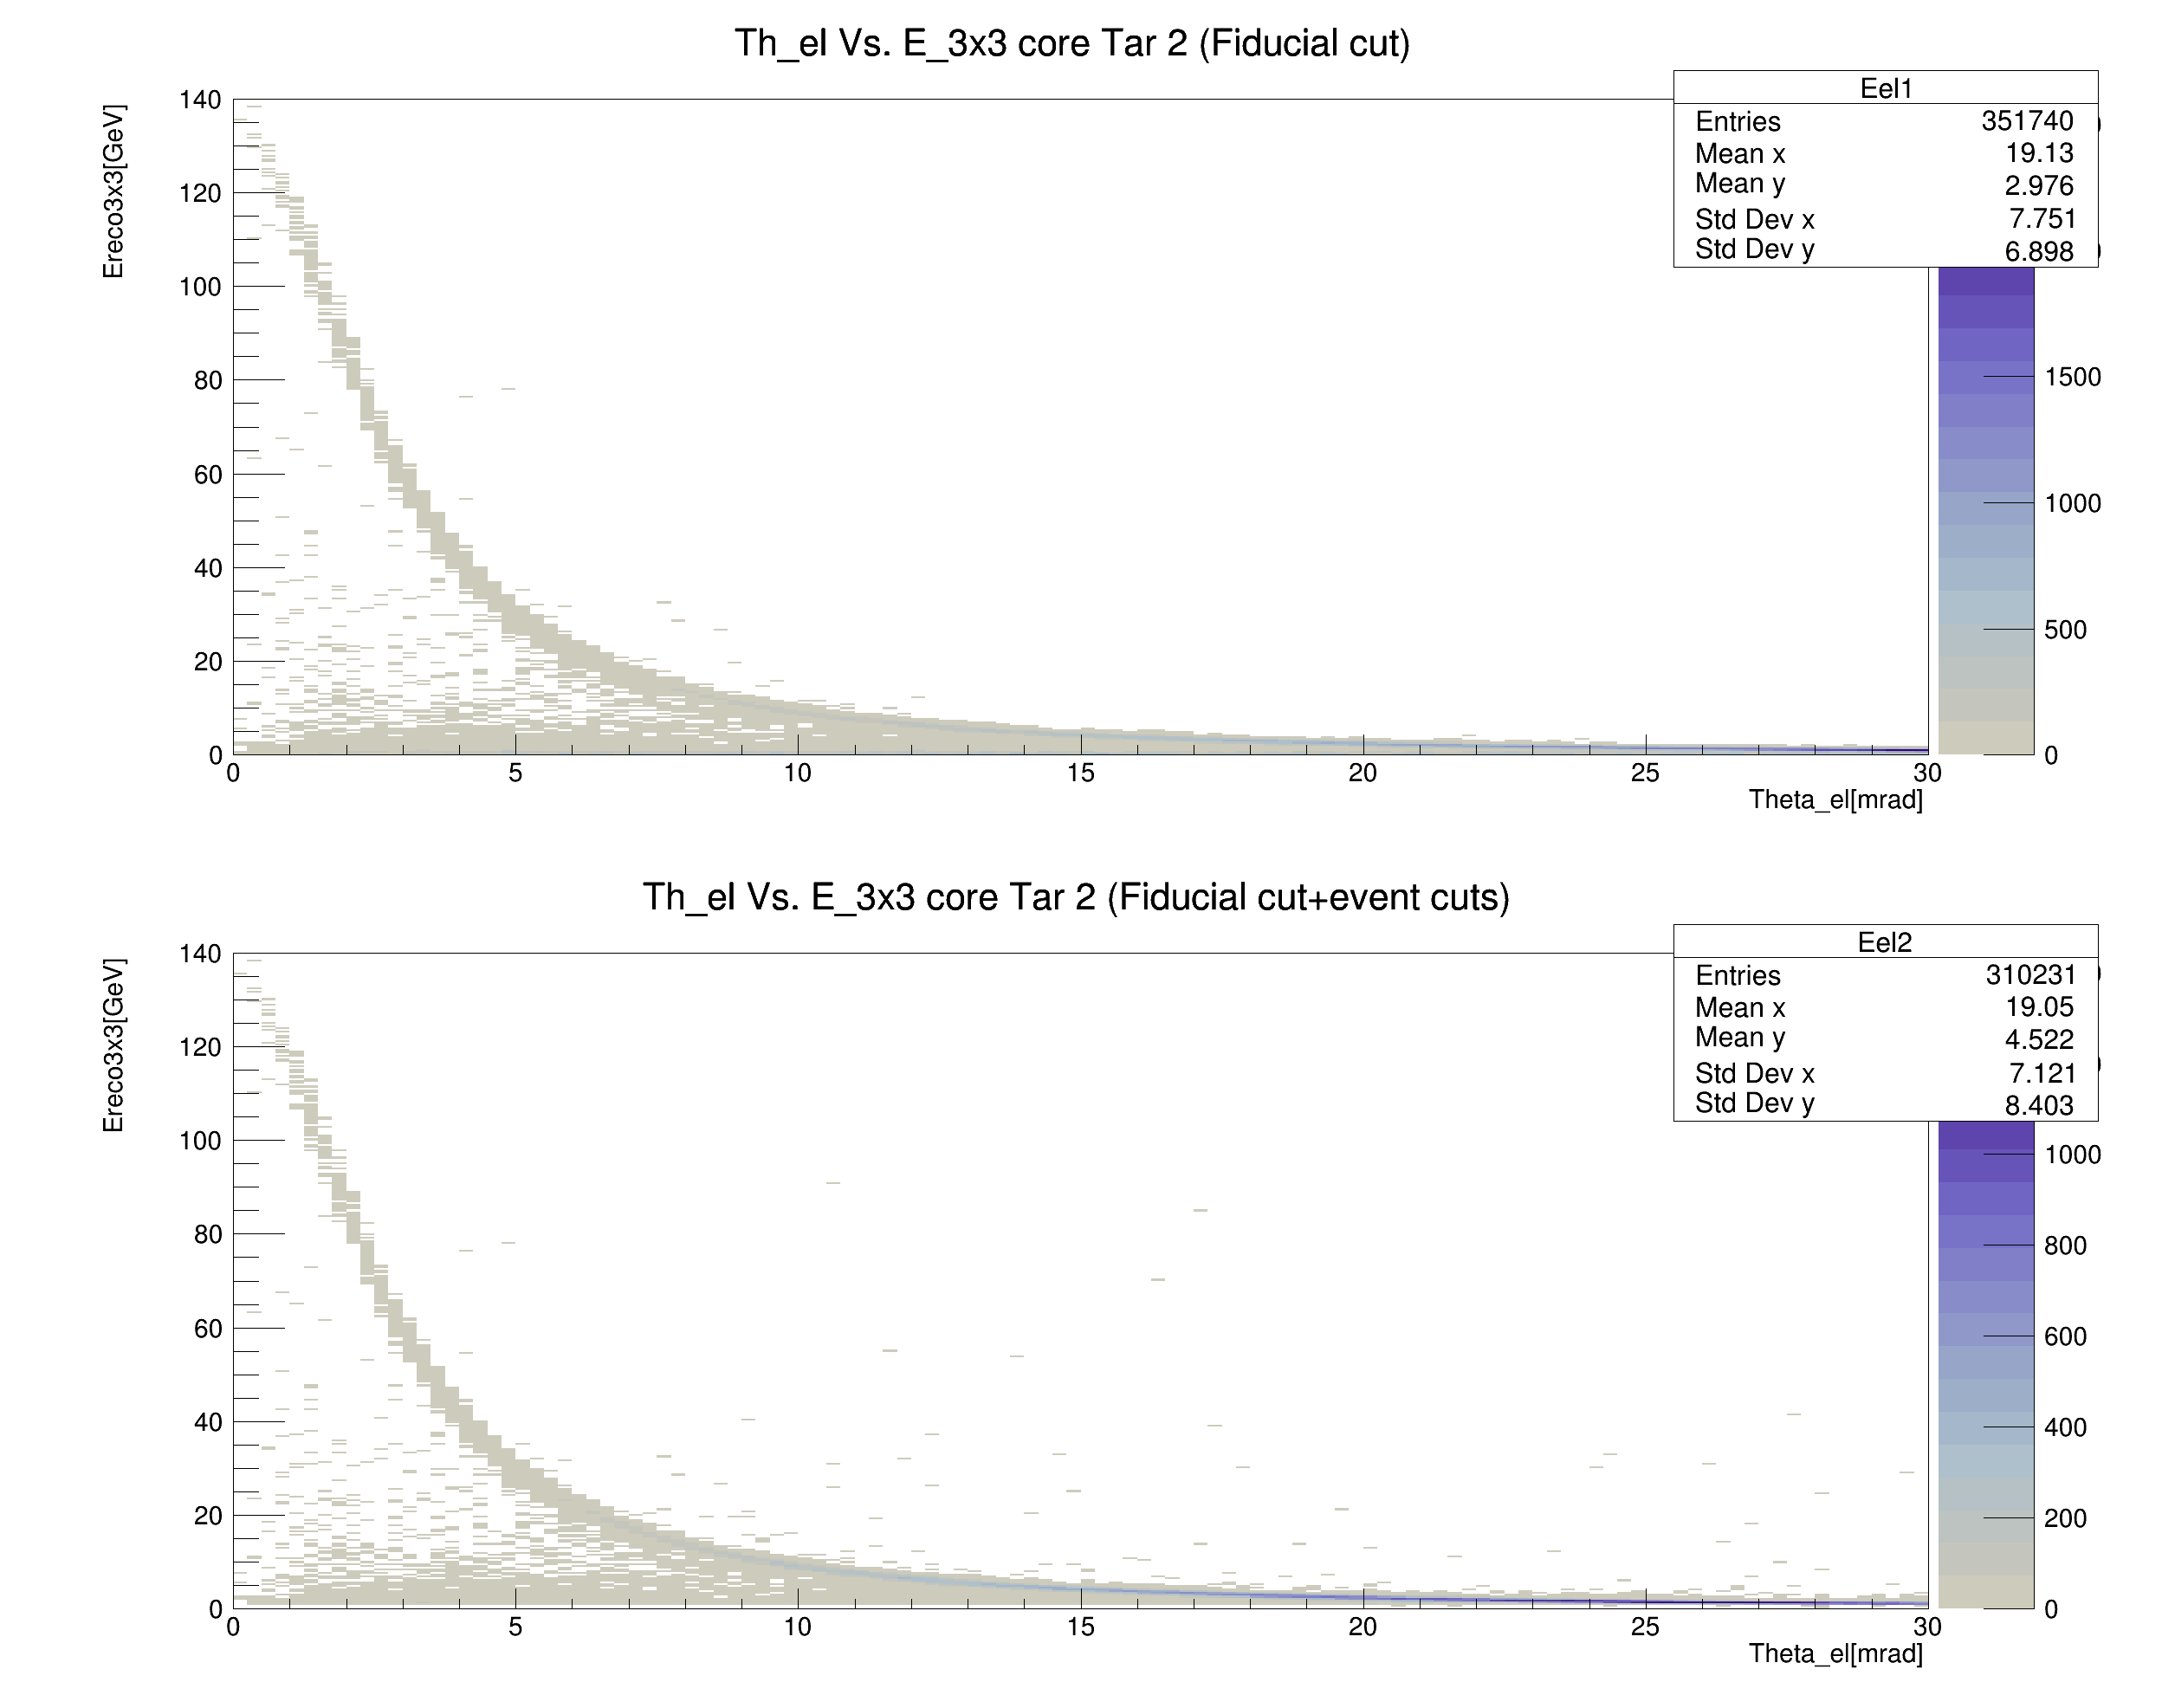 Th_el Vs. E_3x3 core Tar 2 (Fiducial cut)
Ereco3x3[GeV]
Eel1
Entries 351740
Mean x 19.13
Mean y 2.976
Std Dev x 7.751
Std Dev y 6.898
140
120
100
80
60
40
20
0
0 5 10 15 20 25 30
Theta_el[mrad]
1500
1000
500
0
Th_el Vs. E_3x3 core Tar 2 (Fiducial cut+event cuts)
Ereco3x3[GeV]
Eel2
Entries 310231
Mean x 19.05
Mean y 4.522
Std Dev x 7.121
Std Dev y 8.403
140
120
100
80
60
40
20
0
0 5 10 15 20 25 30
Theta_el[mrad]
1000
800
600
400
200
0